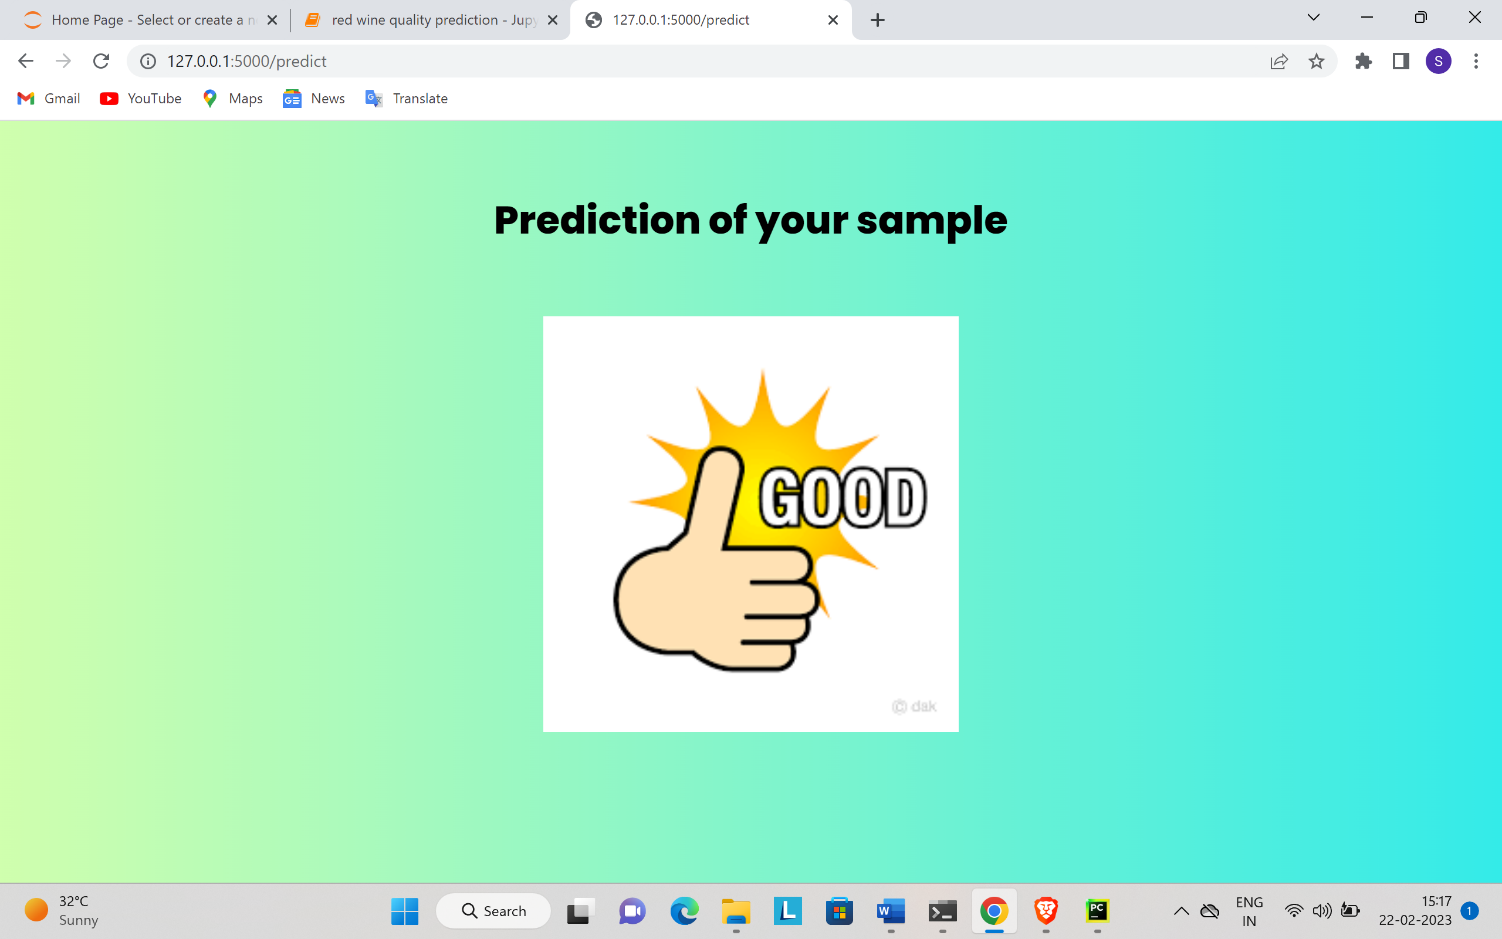 Home Page - Select or create a n
red wine quality prediction - Jupy
127.0.0.1:5000/predict
127.0.0.1:5000/predict
S
Gmail
YouTube
Maps
News
Translate
Prediction of your sample
GOOD
© dak
32°C
Sunny
Search
ENG
IN
15:17
22-02-2023
1